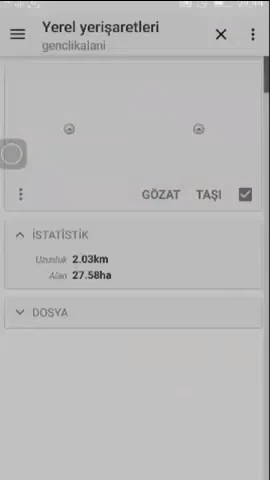 Yerel yerişaretleri
genclikalani
GÖZAT TAŞI
İSTATİSTİK
Uzunluk 2.03km
Alan 27.58ha
DOSYA